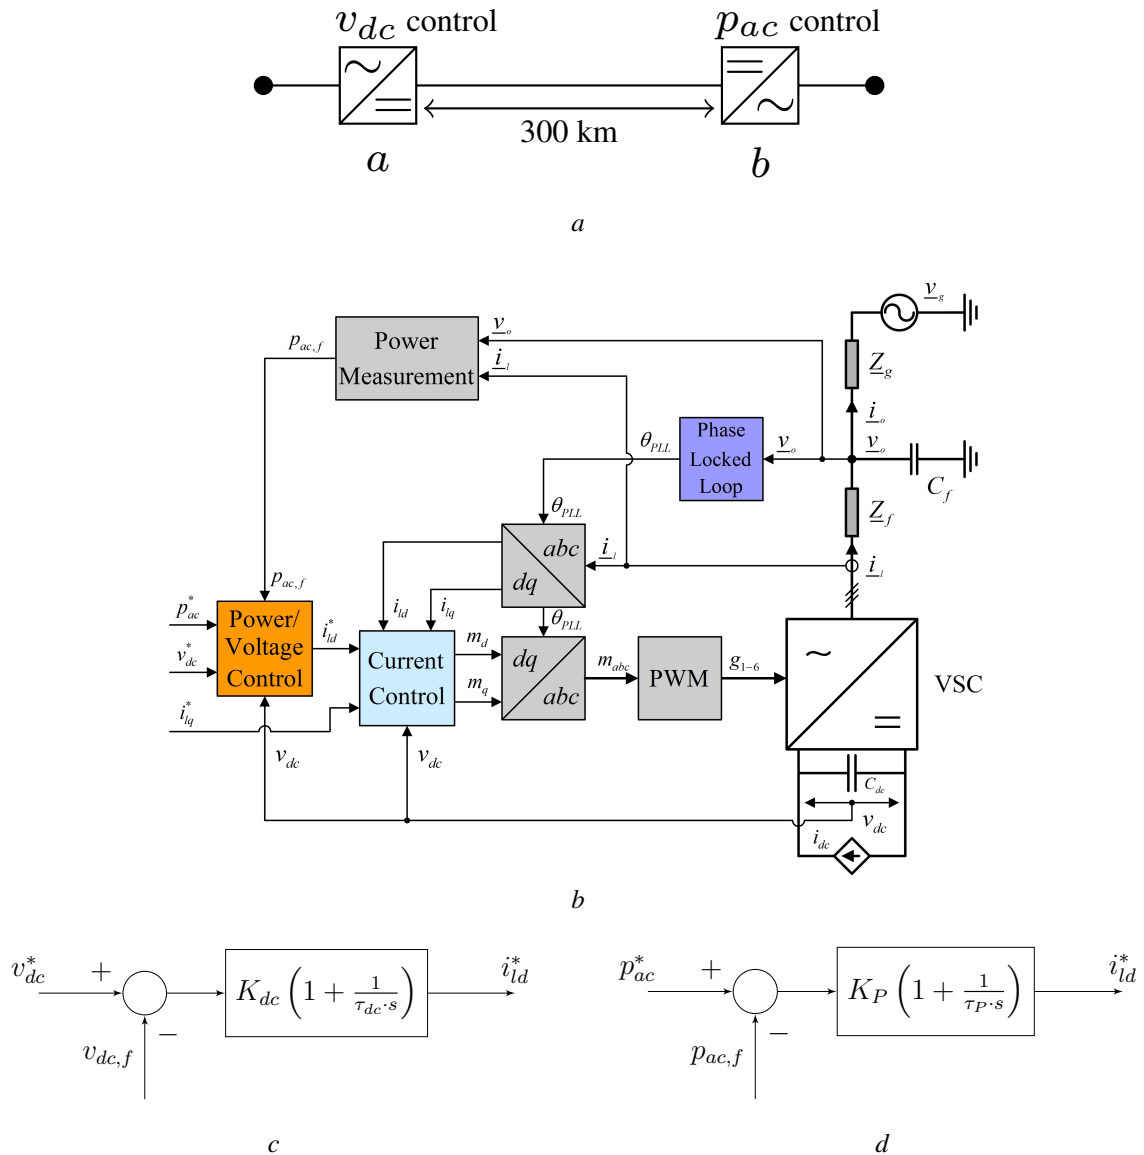 v_dc control
p_ac control
300 km
a
b
a
v_g
Power
Measurement
p_ac,f
v_o
i_l
Z_g
i_o
Phase
Locked
Loop
θ_PLL
v_o
v_o
C_f
Z_f
θ_PLL
abc
dq
i_l
i_l
p_ac,f
p*_ac
v*_dc
i*_lq
Power/
Voltage
Control
i*_ld
i_ld
i_lq
Current
Control
m_d
m_q
θ_PLL
dq
abc
m_abc
PWM
g_1–6
VSC
v_dc
v_dc
C_dc
v_dc
i_dc
b
v*_dc
+
−
v_dc,f
K_dc (1 + 1/(τ_dc·s))
i*_ld
p*_ac
+
−
p_ac,f
K_P (1 + 1/(τ_P·s))
i*_ld
c
d